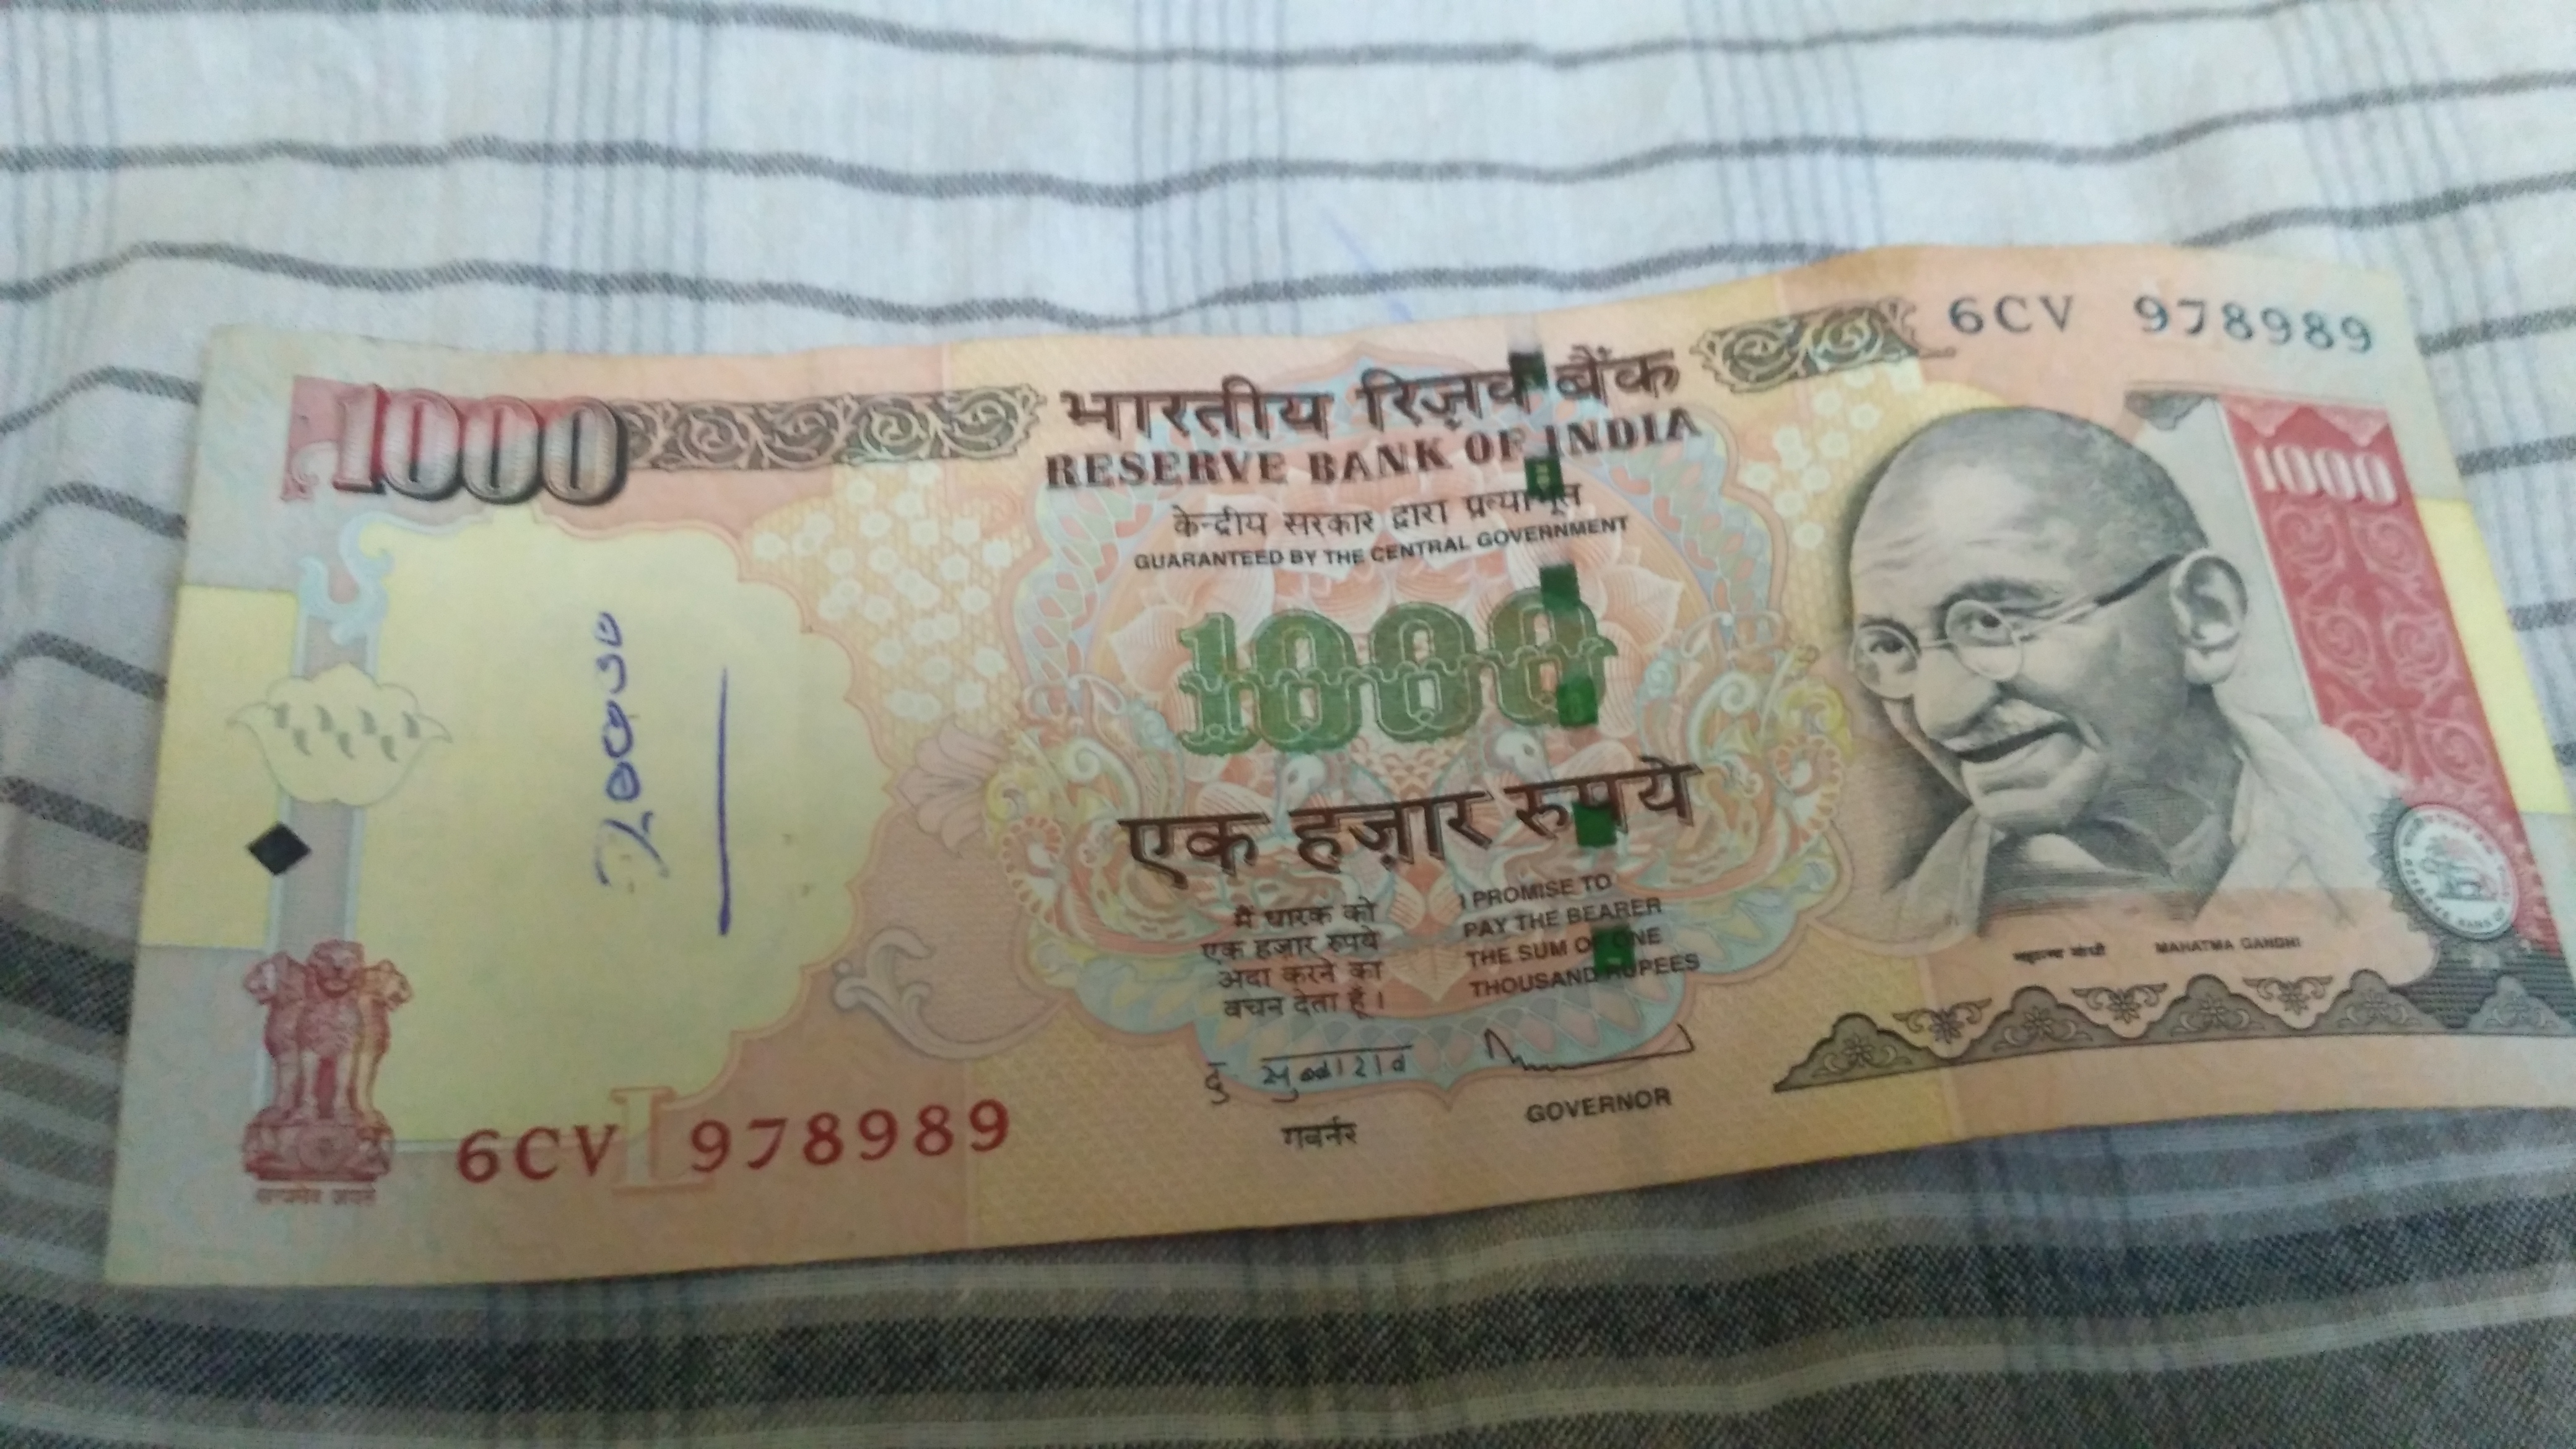 6CV 978989
1000
भारतीय रिज़र्व बैंक
RESERVE BANK OF INDIA
केन्द्रीय सरकार द्वारा प्रत्याभूत
GUARANTEED BY THE CENTRAL GOVERNMENT
1000
1000
एक हज़ार रुपये
मैं धारक को
एक हज़ार रुपये
अदा करने का
वचन देता हूँ।
I PROMISE TO
PAY THE BEARER
THE SUM OF ONE
THOUSAND RUPEES
महात्मा गांधी MAHATMA GANDHI
दु सुब्बाराव
गवर्नर
GOVERNOR
6CV 978989
L
सत्यमेव जयते